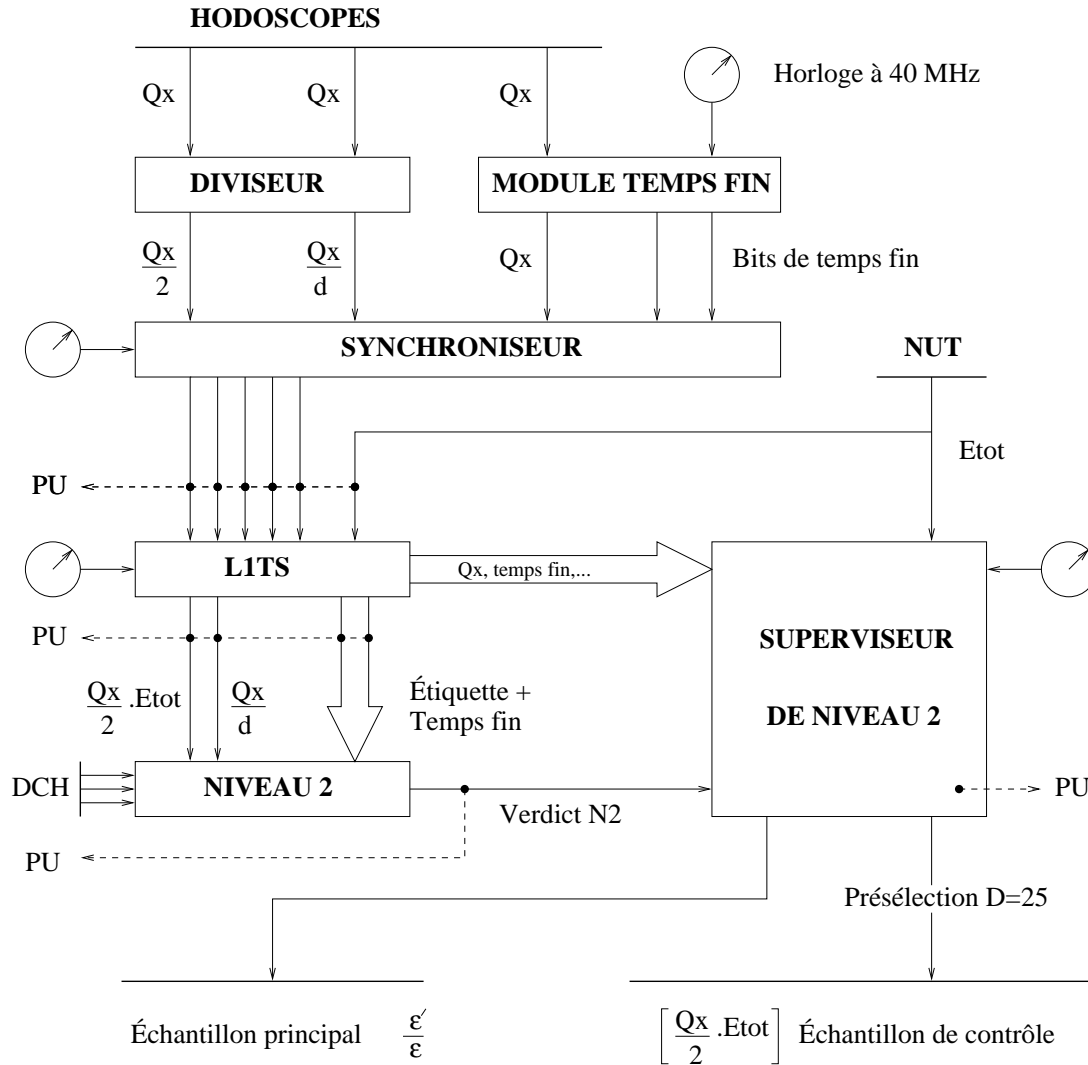 HODOSCOPES
Horloge à 40 MHz
Qx Qx Qx
DIVISEUR MODULE TEMPS FIN
Qx/2 Qx/d Qx Bits de temps fin
SYNCHRONISEUR NUT
Etot
PU
L1TS Qx, temps fin,...
PU
SUPERVISEUR
DE NIVEAU 2
Qx/2 .Etot Qx/d Étiquette +
Temps fin
DCH NIVEAU 2 PU
Verdict N2
PU
Présélection D=25
Échantillon principal ε′/ε [Qx/2 .Etot] Échantillon de contrôle